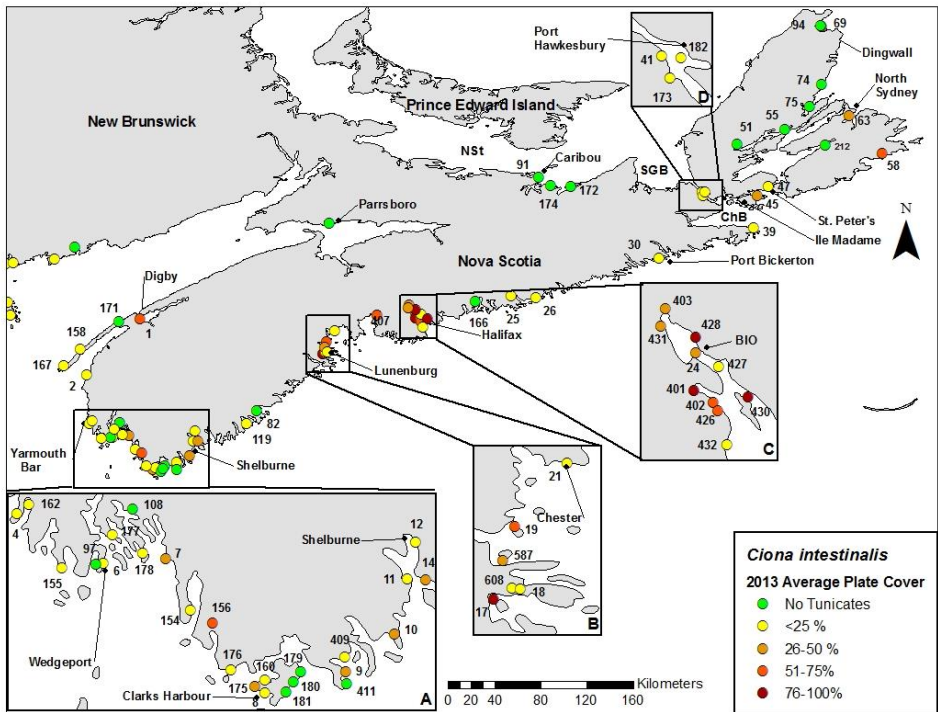 Port
Hawkesbury
182
41
173
D
94
69
Dingwall
74
North
Sydney
75
55
63
51
212
58
New Brunswick
Prince Edward Island
NSt
91
Caribou
SGB
174
172
47
45
St. Peter's
ChB
Ile Madame
39
N
Parrsboro
Nova Scotia
30
Port Bickerton
Digby
171
1
158
167
2
407
Halifax
166
25
26
Lunenburg
82
119
Yarmouth
Bar
Shelburne
403
431
428
BIO
24
427
401
402
426
430
432
C
21
Chester
19
587
608
18
17
B
162
4
108
177
97
6
178
7
155
154
156
Wedgeport
Shelburne
12
11
14
10
409
9
411
176
160
179
175
180
181
8
Clarks Harbour
A
Kilometers
0 20 40 80 120 160
Ciona intestinalis
2013 Average Plate Cover
No Tunicates
<25 %
26-50 %
51-75%
76-100%